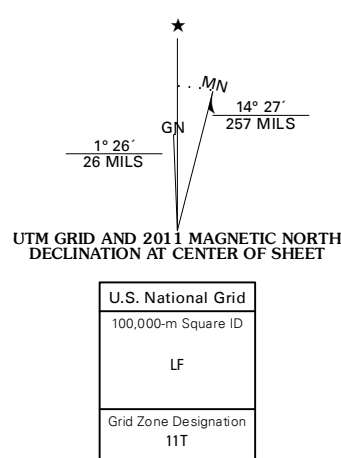 ★
MN
14° 27´
257 MILS
GN
1° 26´
26 MILS
UTM GRID AND 2011 MAGNETIC NORTH
DECLINATION AT CENTER OF SHEET
U.S. National Grid
100,000-m Square ID
LF
Grid Zone Designation
11T